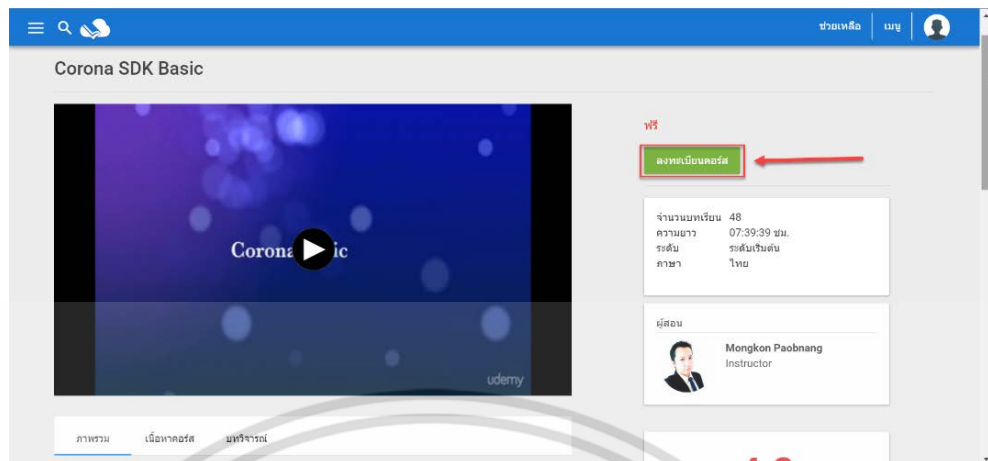 ช่วยเหลือ เมนู
Corona SDK Basic
ฟรี
ลงทะเบียนคอร์ส
จำนวนบทเรียน 48
ความยาว 07:39:39 ชม.
ระดับ ระดับเริ่มต้น
ภาษา ไทย
ผู้สอน
Mongkon Paobnang
Instructor
udemy
ภาพรวม เนื้อหาคอร์ส บทวิจารณ์